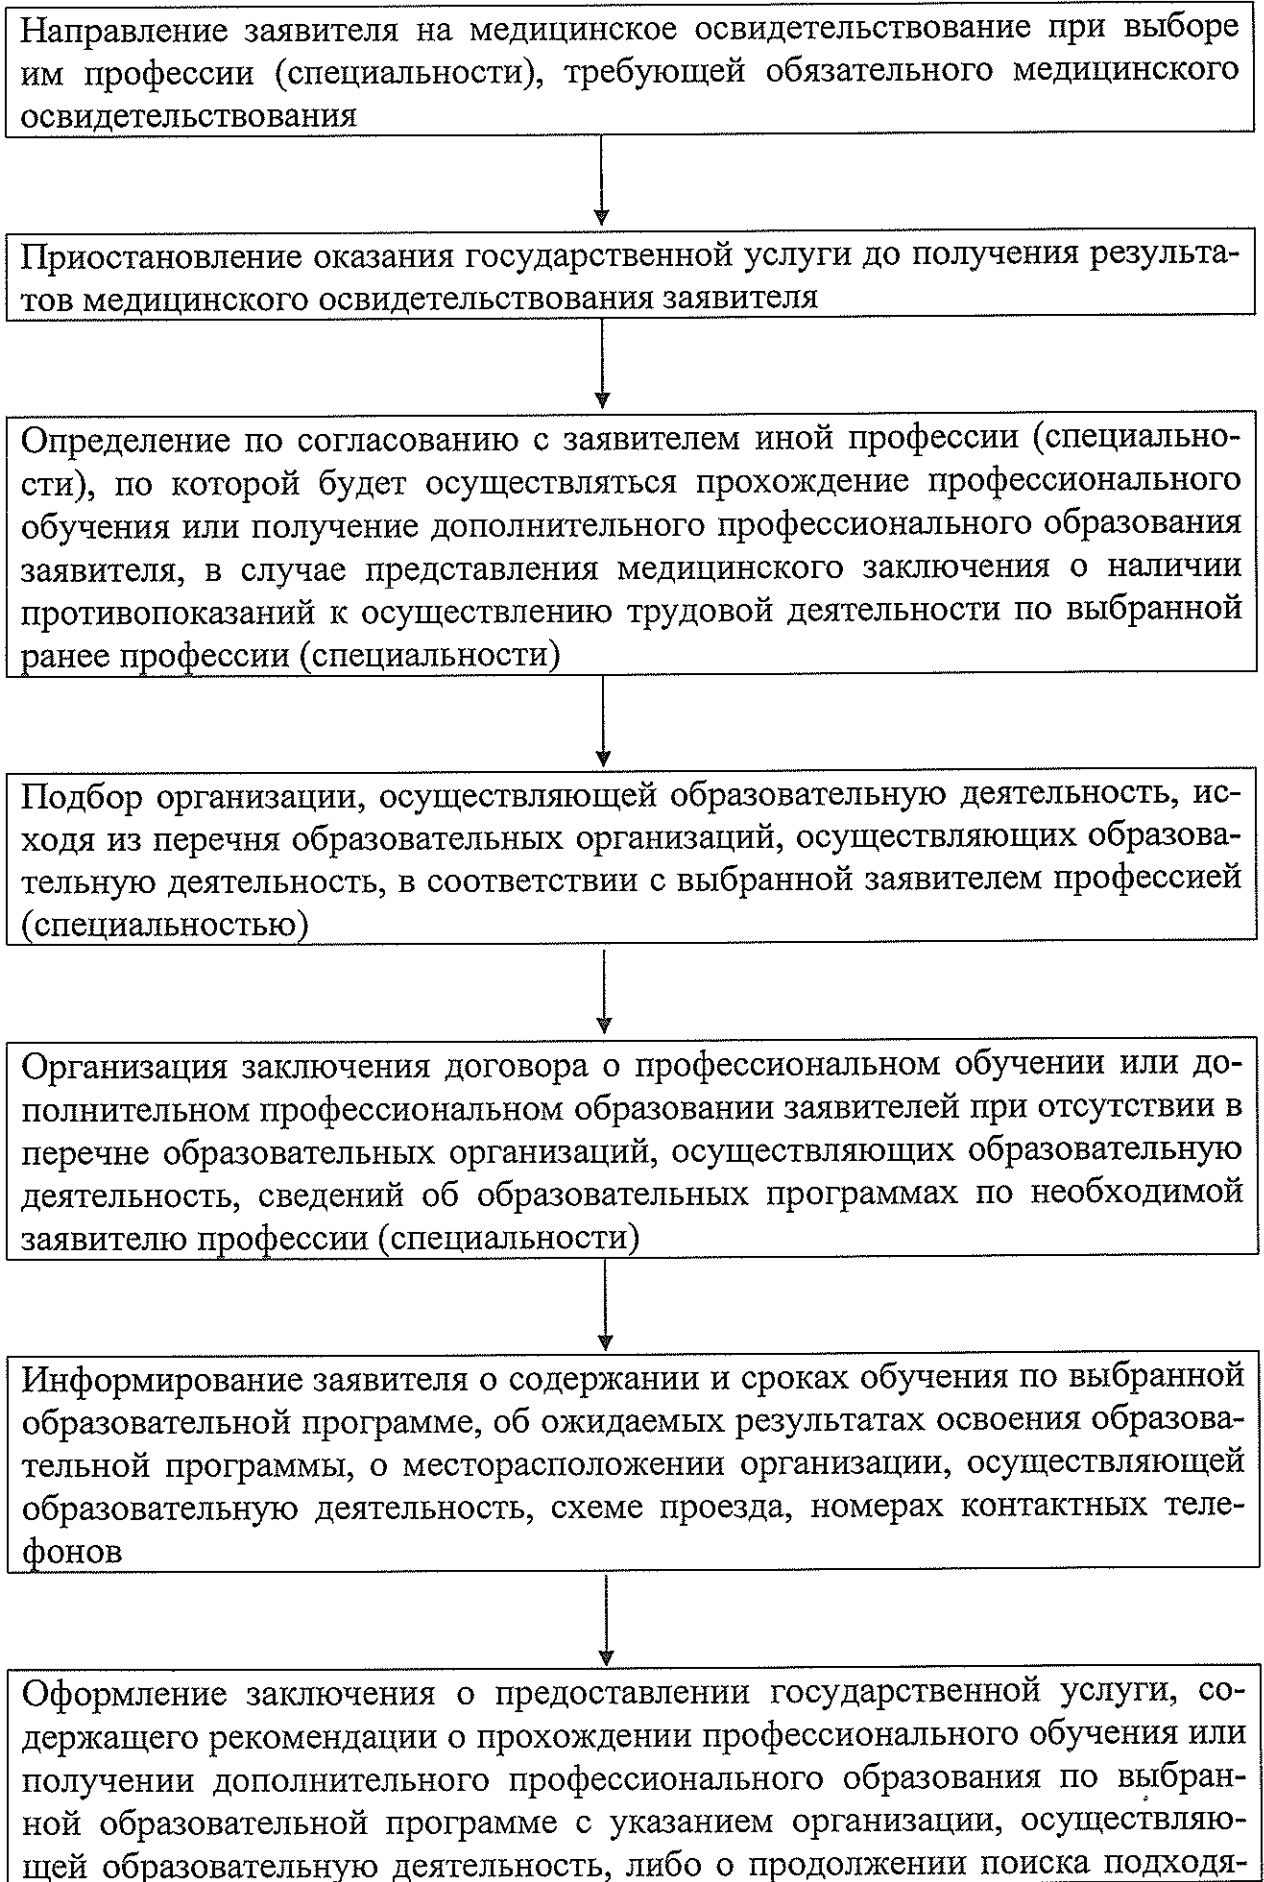 Направление заявителя на медицинское освидетельствование при выборе
им профессии (специальности), требующей обязательного медицинского
освидетельствования
Приостановление оказания государственной услуги до получения результа-
тов медицинского освидетельствования заявителя
Определение по согласованию с заявителем иной профессии (специально-
сти), по которой будет осуществляться прохождение профессионального
обучения или получение дополнительного профессионального образования
заявителя, в случае представления медицинского заключения о наличии
противопоказаний к осуществлению трудовой деятельности по выбранной
ранее профессии (специальности)
Подбор организации, осуществляющей образовательную деятельность, ис-
ходя из перечня образовательных организаций, осуществляющих образова-
тельную деятельность, в соответствии с выбранной заявителем профессией
(специальностью)
Организация заключения договора о профессиональном обучении или до-
полнительном профессиональном образовании заявителей при отсутствии в
перечне образовательных организаций, осуществляющих образовательную
деятельность, сведений об образовательных программах по необходимой
заявителю профессии (специальности)
Информирование заявителя о содержании и сроках обучения по выбранной
образовательной программе, об ожидаемых результатах освоения образова-
тельной программы, о месторасположении организации, осуществляющей
образовательную деятельность, схеме проезда, номерах контактных теле-
фонов
Оформление заключения о предоставлении государственной услуги, со-
держащего рекомендации о прохождении профессионального обучения или
получении дополнительного профессионального образования по выбран-
ной образовательной программе с указанием организации, осуществляю-
щей образовательную деятельность, либо о продолжении поиска подходя-